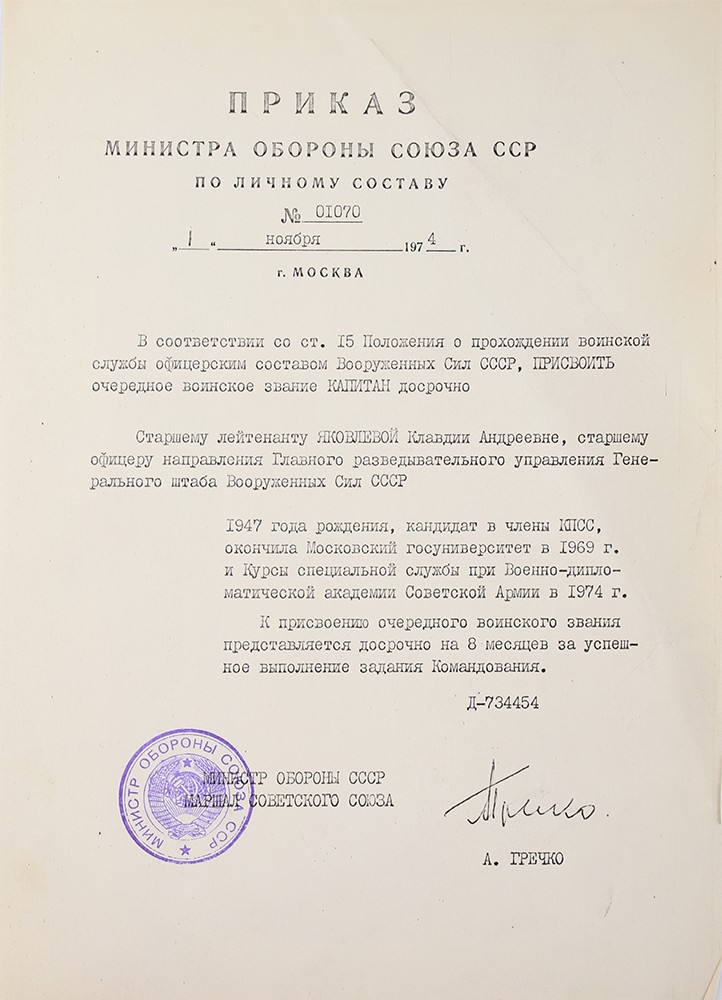 ПРИКАЗ
МИНИСТРА ОБОРОНЫ СОЮЗА ССР
ПО ЛИЧНОМУ СОСТАВУ
№ 01070
„ 1 “ ноября 1974 г.
г. МОСКВА
В соответствии со ст. 15 Положения о прохождении воинской
службы офицерским составом Вооруженных Сил СССР, ПРИСВОИТЬ
очередное воинское звание КАПИТАН досрочно
Старшему лейтенанту ЯКОВЛЕВОЙ Клавдии Андреевне, старшему
офицеру направления Главного разведывательного управления Гене-
рального штаба Вооруженных Сил СССР
1947 года рождения, кандидат в члены КПСС,
окончила Московский госуниверситет в 1969 г.
и Курсы специальной службы при Военно-дипло-
матической академии Советской Армии в 1974 г.
К присвоению очередного воинского звания
представляется досрочно на 8 месяцев за успеш-
ное выполнение задания Командования.
Д-734454
МИНИСТР ОБОРОНЫ СССР
МАРШАЛ СОВЕТСКОГО СОЮЗА
МИНИСТР ОБОРОНЫ СОЮЗА ССР
Гречко
А. ГРЕЧКО